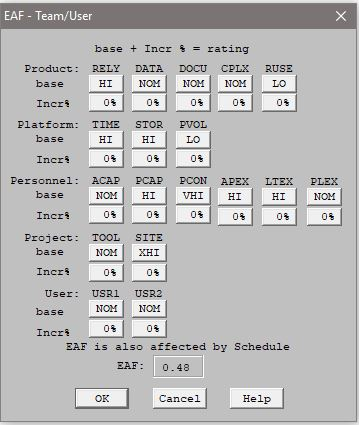 EAF - Team/User
base + Incr % = rating
Product: RELY DATA DOCU CPLX RUSE
base HI NOM NOM NOM LO
Incr% 0% 0% 0% 0% 0%
Platform: TIME STOR PVOL
base HI HI LO
Incr% 0% 0% 0%
Personnel: ACAP PCAP PCON APEX LTEX PLEX
base NOM HI VHI HI HI NOM
Incr% 0% 0% 0% 0% 0% 0%
Project: TOOL SITE
base NOM XHI
Incr% 0% 0%
User: USR1 USR2
base NOM NOM
Incr% 0% 0%
EAF is also affected by Schedule
EAF: 0.48
OK Cancel Help